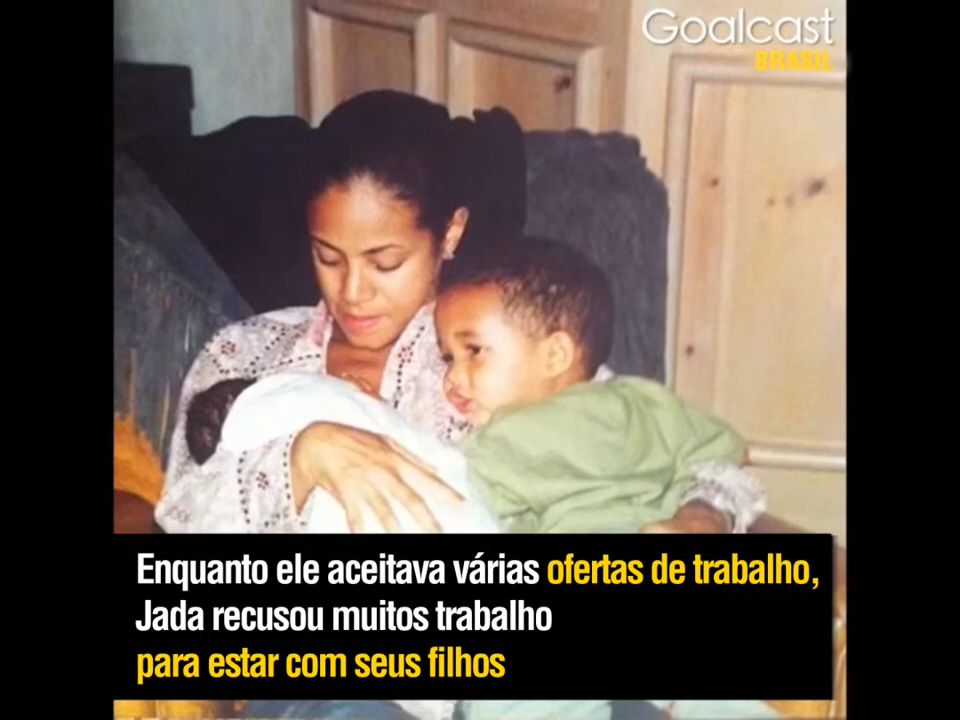 Goalcast
BRASIL
Enquanto ele aceitava várias ofertas de trabalho,
Jada recusou muitos trabalho
para estar com seus filhos